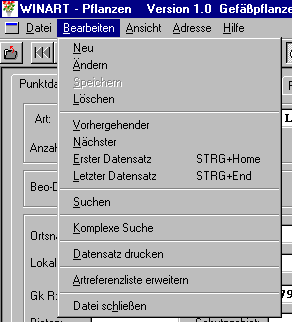 WINART - Pflanzen Version 1.0 Gefäßpflanze
Datei Bearbeiten Ansicht Adresse Hilfe
Neu
Ändern
Speichern
Löschen
Punktda
Art:
Anzah
Vorhergehender
Nächster
Erster Datensatz STRG+Home
Letzter Datensatz STRG+End
Beo-D
Suchen
Komplexe Suche
Ortsna
Datensatz drucken
Lokal
Artreferenzliste erweitern
Gk R:
Datei schließen